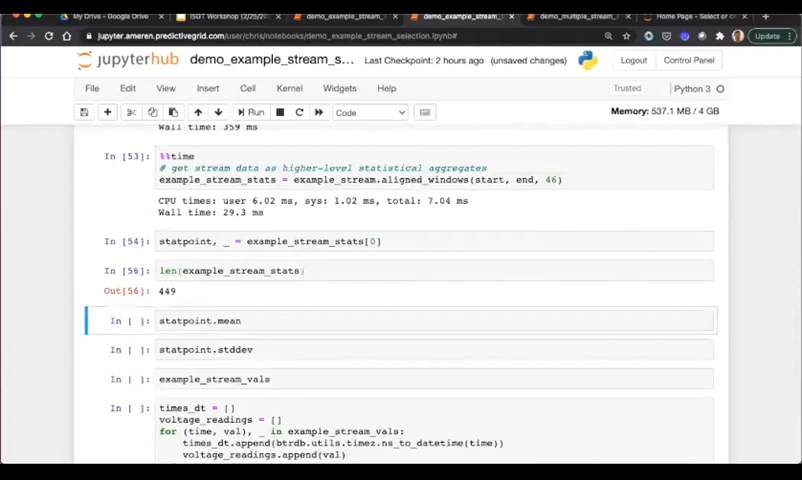 My Drive – Google Drive
ISGT Workshop (2/25/20
demo_example_stream_
demo_example_stream_
demo_multiple_stream_
Home Page - Select or c
jupyter.ameren.predictivegrid.com/user/chris/notebooks/demo_example_stream_selection.ipynb#
Update
jupyterhub
demo_example_stream_s...
Last Checkpoint: 2 hours ago (unsaved changes)
Logout
Control Panel
File
Edit
View
Insert
Cell
Kernel
Widgets
Help
Trusted
Python 3
Run
Code
Memory: 537.1 MB / 4 GB
Wall time: 359 ms
In [53]:
%%time
# get stream data as higher-level statistical aggregates
example_stream_stats = example_stream.aligned_windows(start, end, 46)
CPU times: user 6.02 ms, sys: 1.02 ms, total: 7.04 ms
Wall time: 29.3 ms
In [54]:
statpoint, _ = example_stream_stats[0]
In [56]:
len(example_stream_stats)
Out[56]:
449
In [ ]:
statpoint.mean
In [ ]:
statpoint.stddev
In [ ]:
example_stream_vals
In [ ]:
times_dt = []
voltage_readings = []
for (time, val), _ in example_stream_vals:
times_dt.append(btrdb.utils.timez.ns_to_datetime(time))
voltage_readings.append(val)